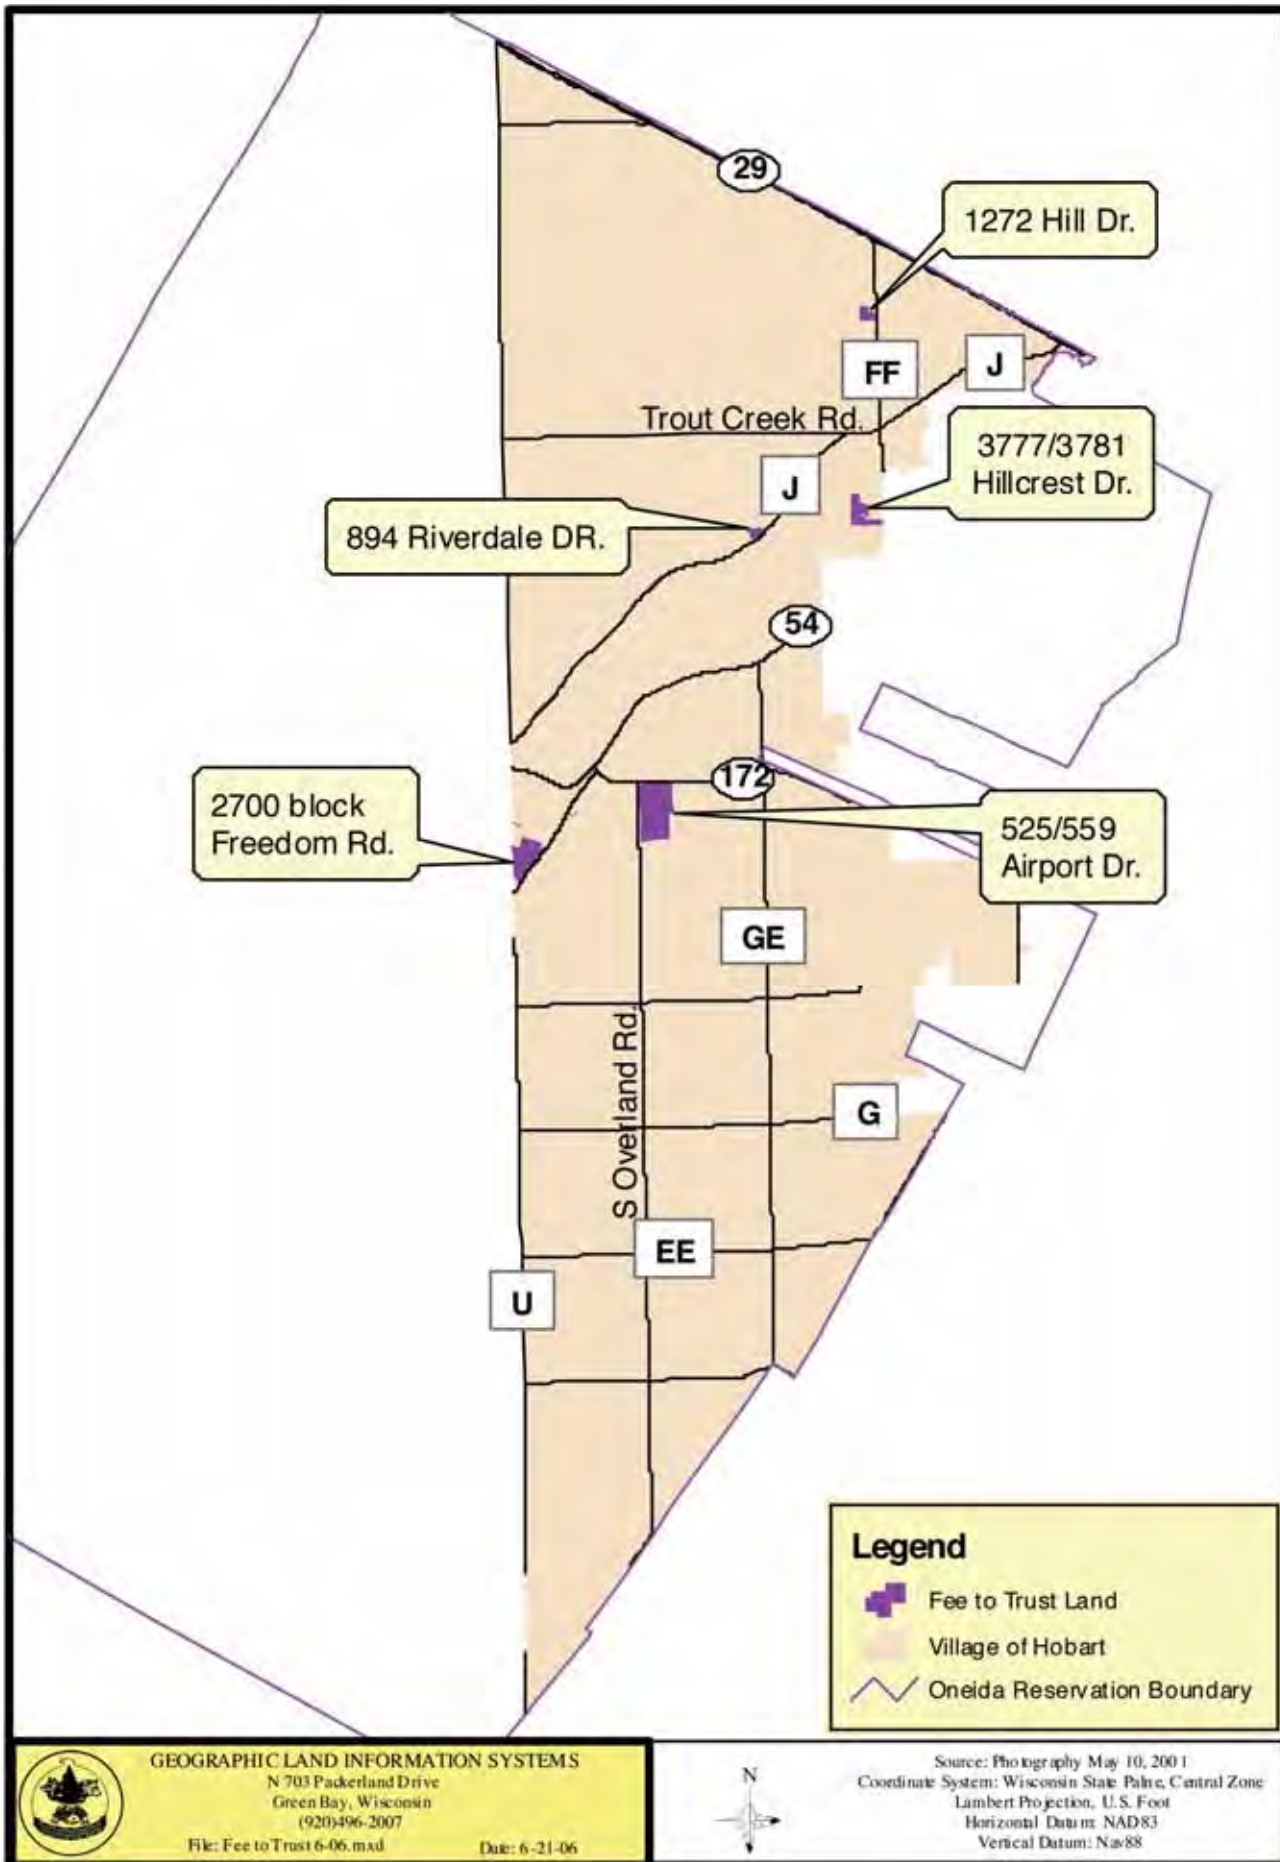 29
1272 Hill Dr.
FF
J
Trout Creek Rd.
3777/3781
Hillcrest Dr.
J
894 Riverdale DR.
54
172
2700 block
Freedom Rd.
525/559
Airport Dr.
GE
S Overland Rd.
G
EE
U
Legend
Fee to Trust Land
Village of Hobart
Oneida Reservation Boundary
GEOGRAPHIC LAND INFORMATION SYSTEMS
N 703 Packerland Drive
Green Bay, Wisconsin
(920)496-2007
File: Fee to Trust 6-06.mxd
Date: 6-21-06
N
Source: Photography May 10, 2001
Coordinate System: Wisconsin State Palne, Central Zone
Lambert Projection, U.S. Foot
Horizontal Datum: NAD83
Vertical Datum: Nav88